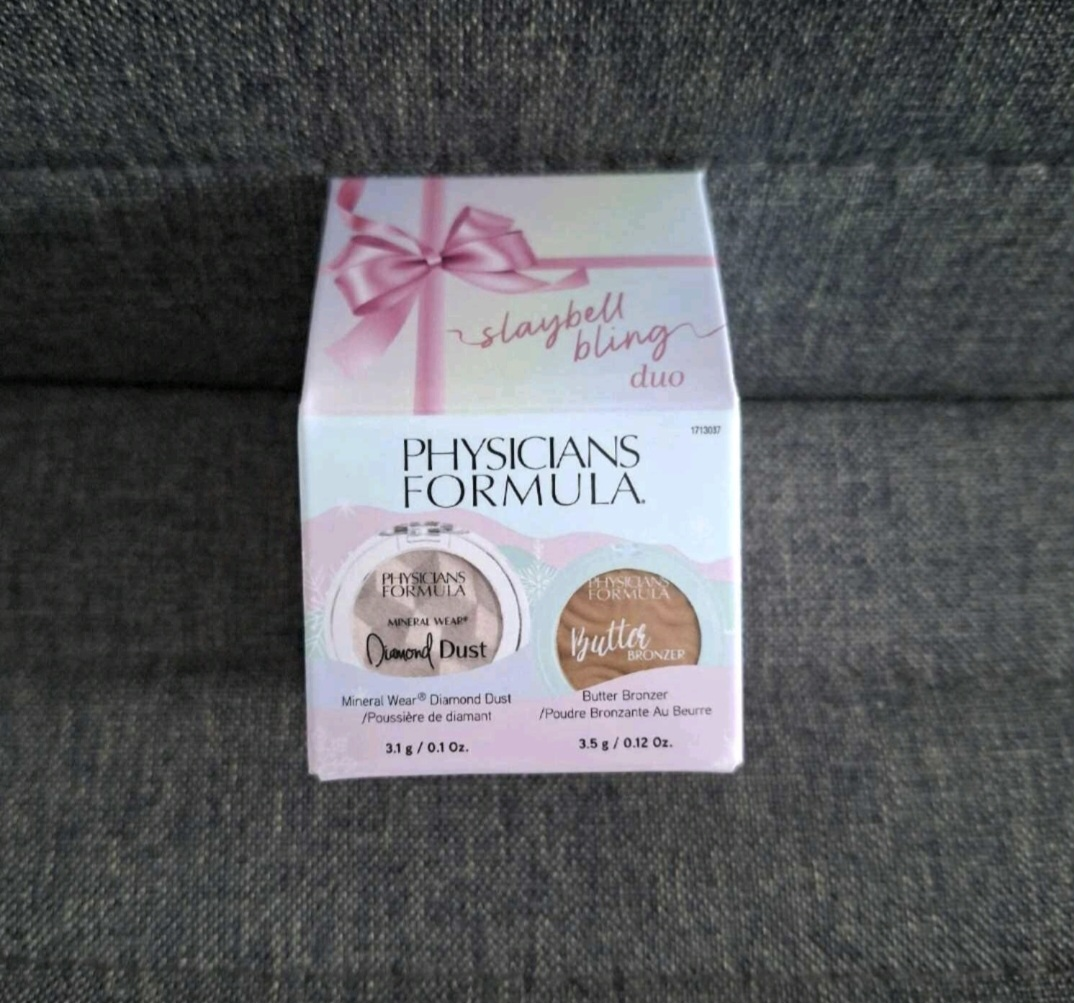 slaybell
bling
duo
1713037
PHYSICIANS
FORMULA.
PHYSICIANS
FORMULA
MINERAL WEAR®
Diamond Dust
PHYSICIANS
FORMULA
Butter
BRONZER
Mineral Wear® Diamond Dust
/Poussière de diamant
3.1 g / 0.1 Oz.
Butter Bronzer
/Poudre Bronzante Au Beurre
3.5 g / 0.12 Oz.